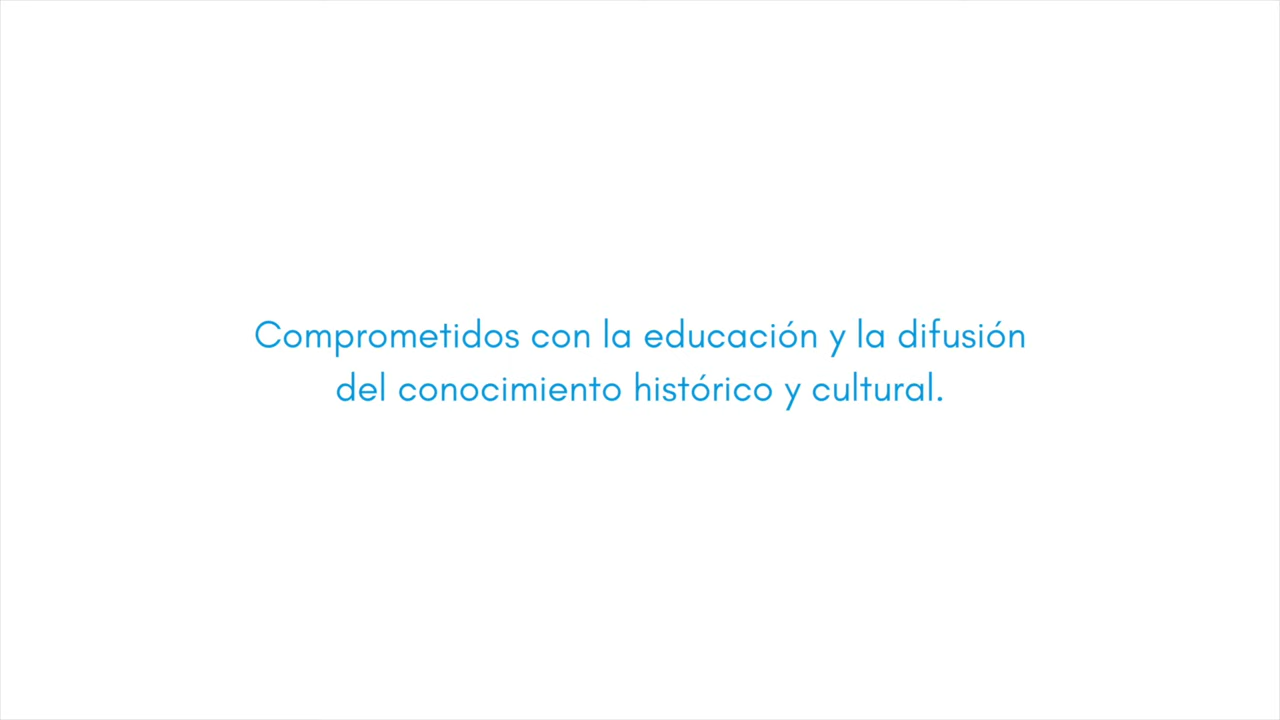 Comprometidos con la educación y la difusión
del conocimiento histórico y cultural.